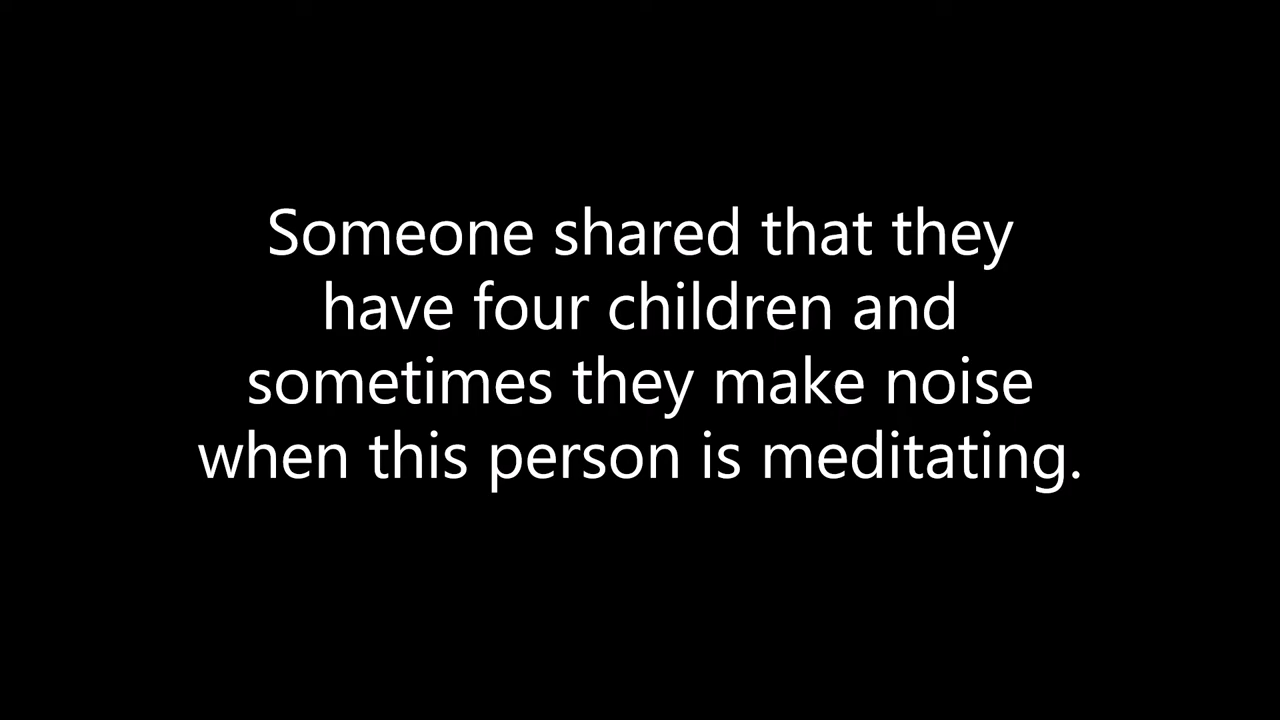 Someone shared that they
have four children and
sometimes they make noise
when this person is meditating.